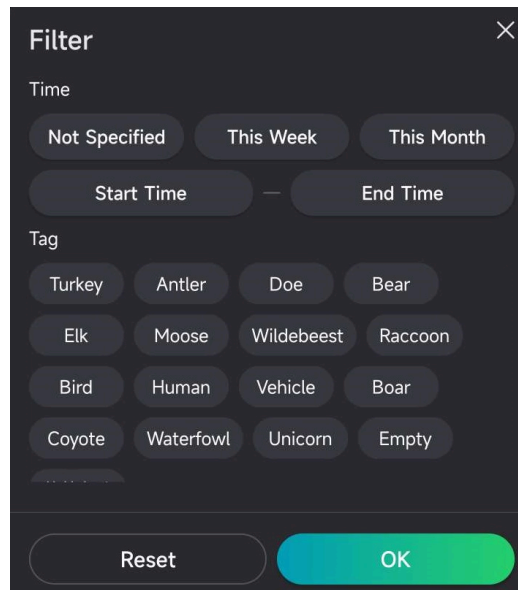 Filter
Time
Not Specified This Week This Month
Start Time — End Time
Tag
Turkey Antler Doe Bear
Elk Moose Wildebeest Raccoon
Bird Human Vehicle Boar
Coyote Waterfowl Unicorn Empty
Reset OK